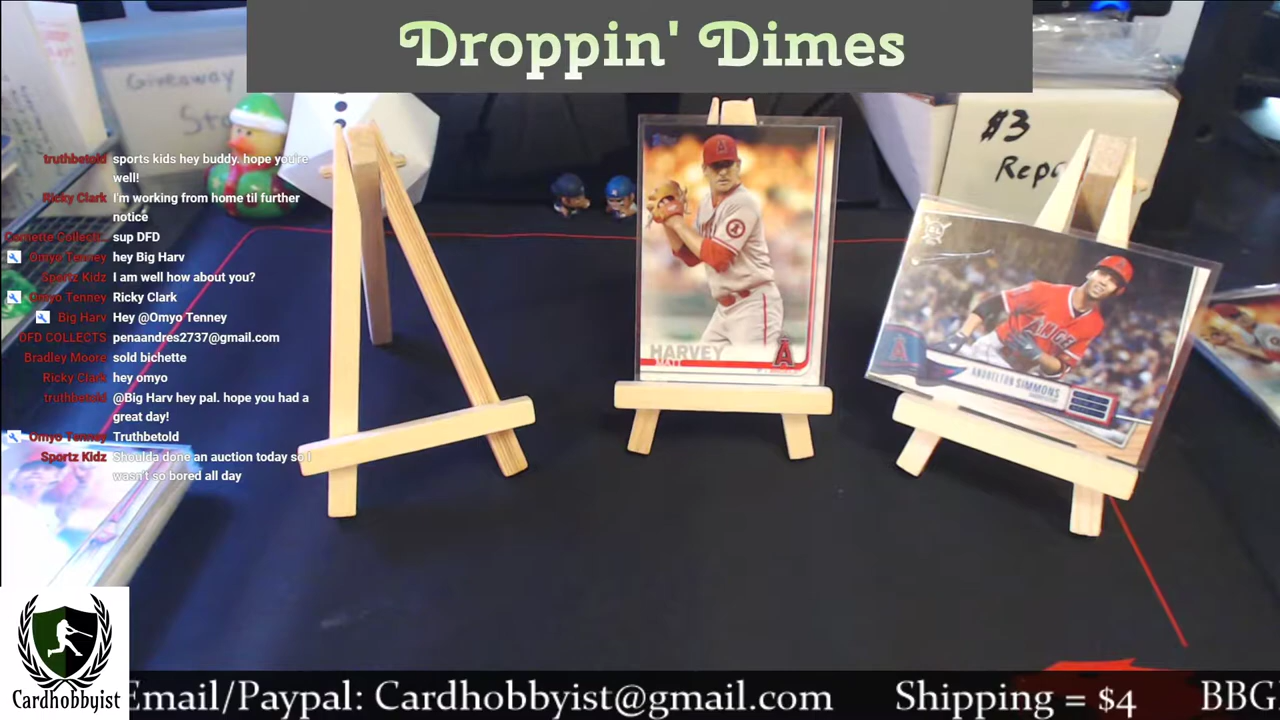 Droppin' Dimes
Giveaway
$3
truthbetold sports kids hey buddy. hope you're
well!
Ricky Clark I'm working from home til further
notice
sup DFD
Omyo Tenney hey Big Harv
Sportz Kidz I am well how about you?
Omyo Tenney Ricky Clark
Big Harv Hey @Omyo Tenney
DFD COLLECTS penaandres2737@gmail.com
Bradley Moore sold bichette
Ricky Clark hey omyo
truthbetold @Big Harv hey pal. hope you had a
great day!
Omyo Tenney Truthbetold
Sportz Kidz Shoulda done an auction today so I
wasn't so bored all day
HARVEY
MATT
A
ANGE
ANDRELTON SIMMONS
Cardhobbyist
Email/Paypal: Cardhobbyist@gmail.com Shipping = $4 BBG